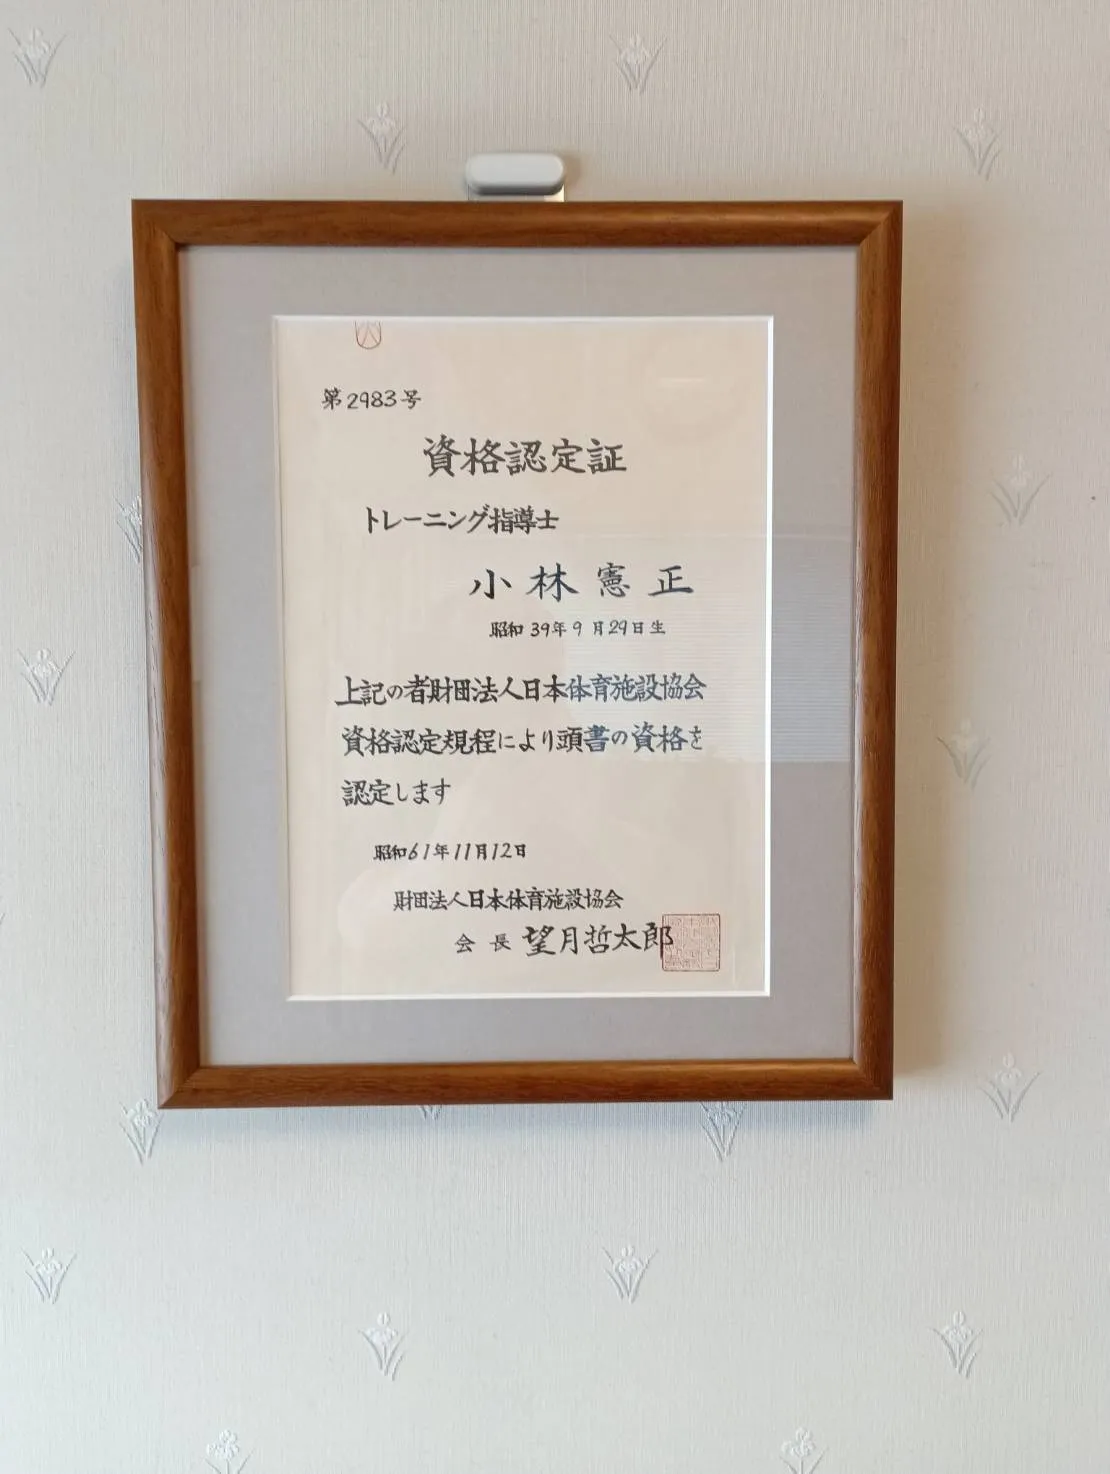 第2983号
資格認定証
トレーニング指導士
小林憲正
昭和39年9月29日生
上記の者財団法人日本体育施設協会
資格認定規程により頭書の資格を
認定します
昭和61年11月12日
財団法人日本体育施設協会
会長 望月哲太郎